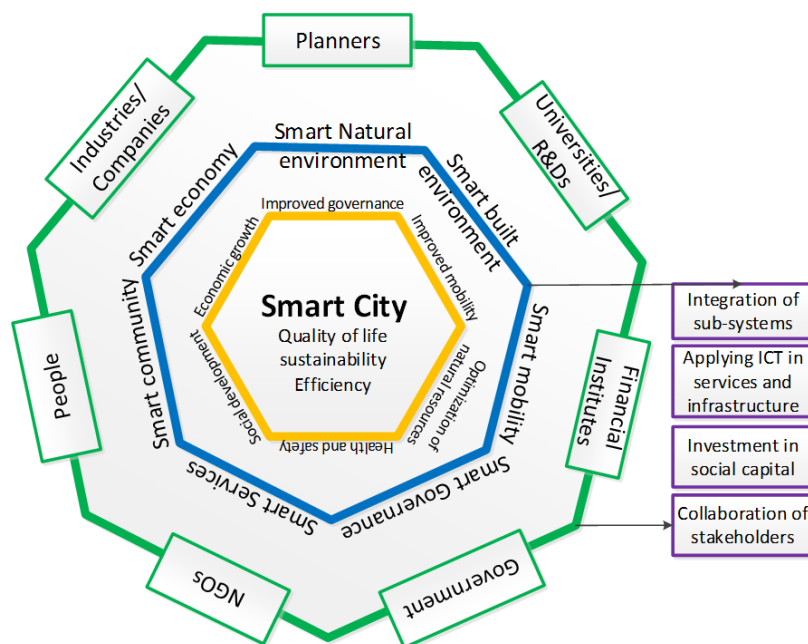 Planners
Universities/
R&Ds
Financial
Institutes
Government
NGOs
People
Industries/
Companies
Smart Natural
environment
Smart built
environment
Smart mobility
Smart Governance
Smart Services
Smart community
Smart economy
Improved governance
Improved mobility
Optimization of
natural resources
Health and safety
Social development
Economic growth
Smart City
Quality of life
sustainability
Efficiency
Integration of
sub-systems
Applying ICT in
services and
infrastructure
Investment in
social capital
Collaboration of
stakeholders